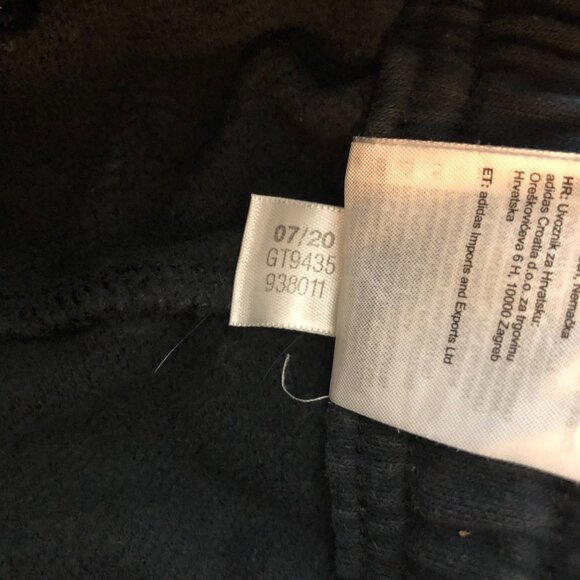 07/20
GT9435
938011
Nemačka
HR: Uvoznik za Hrvatsku:
adidas Croatia d.o.o. za trgovinu
Oreškovićeva 6 H, 10000 Zagreb
Hrvatska
ET: adidas Imports and Exports Ltd